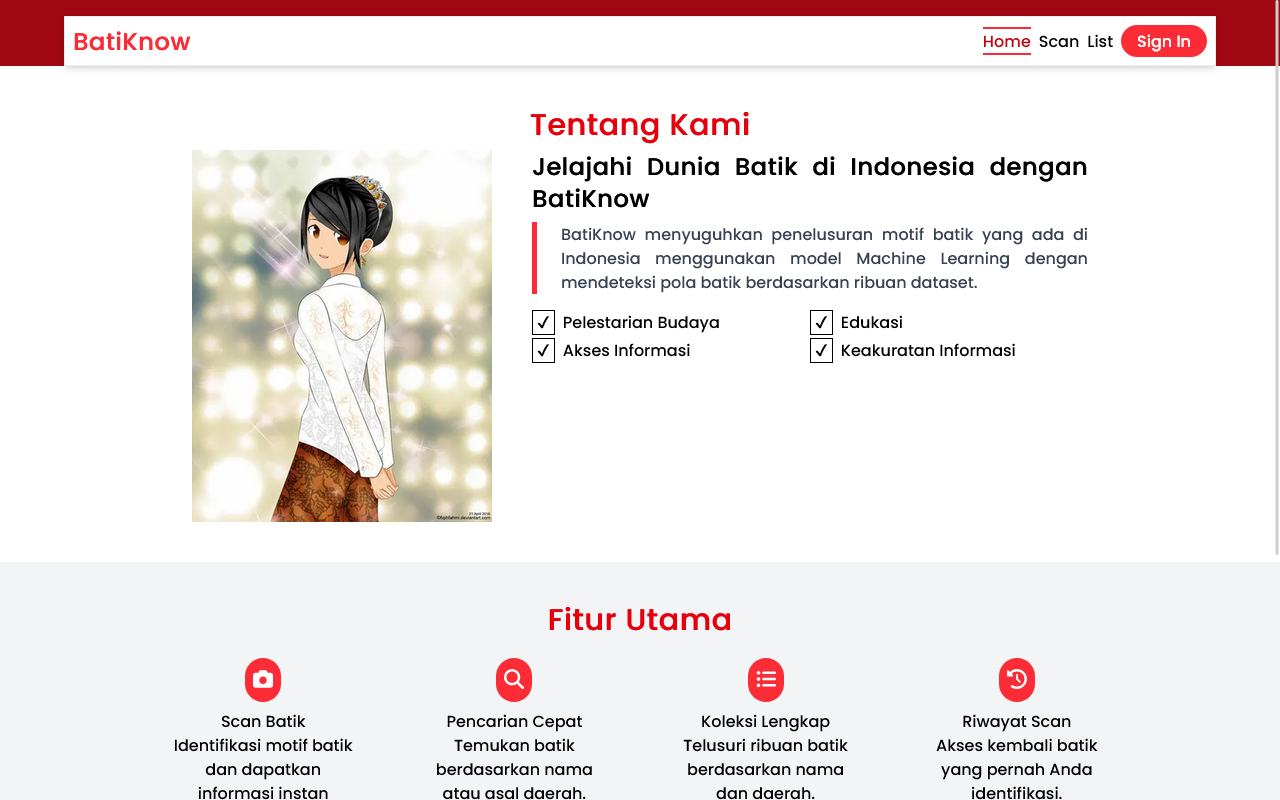 BatiKnow
Home Scan List Sign In
Tentang Kami
Jelajahi Dunia Batik di Indonesia dengan
BatiKnow
BatiKnow menyuguhkan penelusuran motif batik yang ada di
Indonesia menggunakan model Machine Learning dengan
mendeteksi pola batik berdasarkan ribuan dataset.
Pelestarian Budaya
Edukasi
Akses Informasi
Keakuratan Informasi
Fitur Utama
Scan Batik
Identifikasi motif batik
dan dapatkan
informasi instan
Pencarian Cepat
Temukan batik
berdasarkan nama
atau asal daerah.
Koleksi Lengkap
Telusuri ribuan batik
berdasarkan nama
dan daerah.
Riwayat Scan
Akses kembali batik
yang pernah Anda
identifikasi.